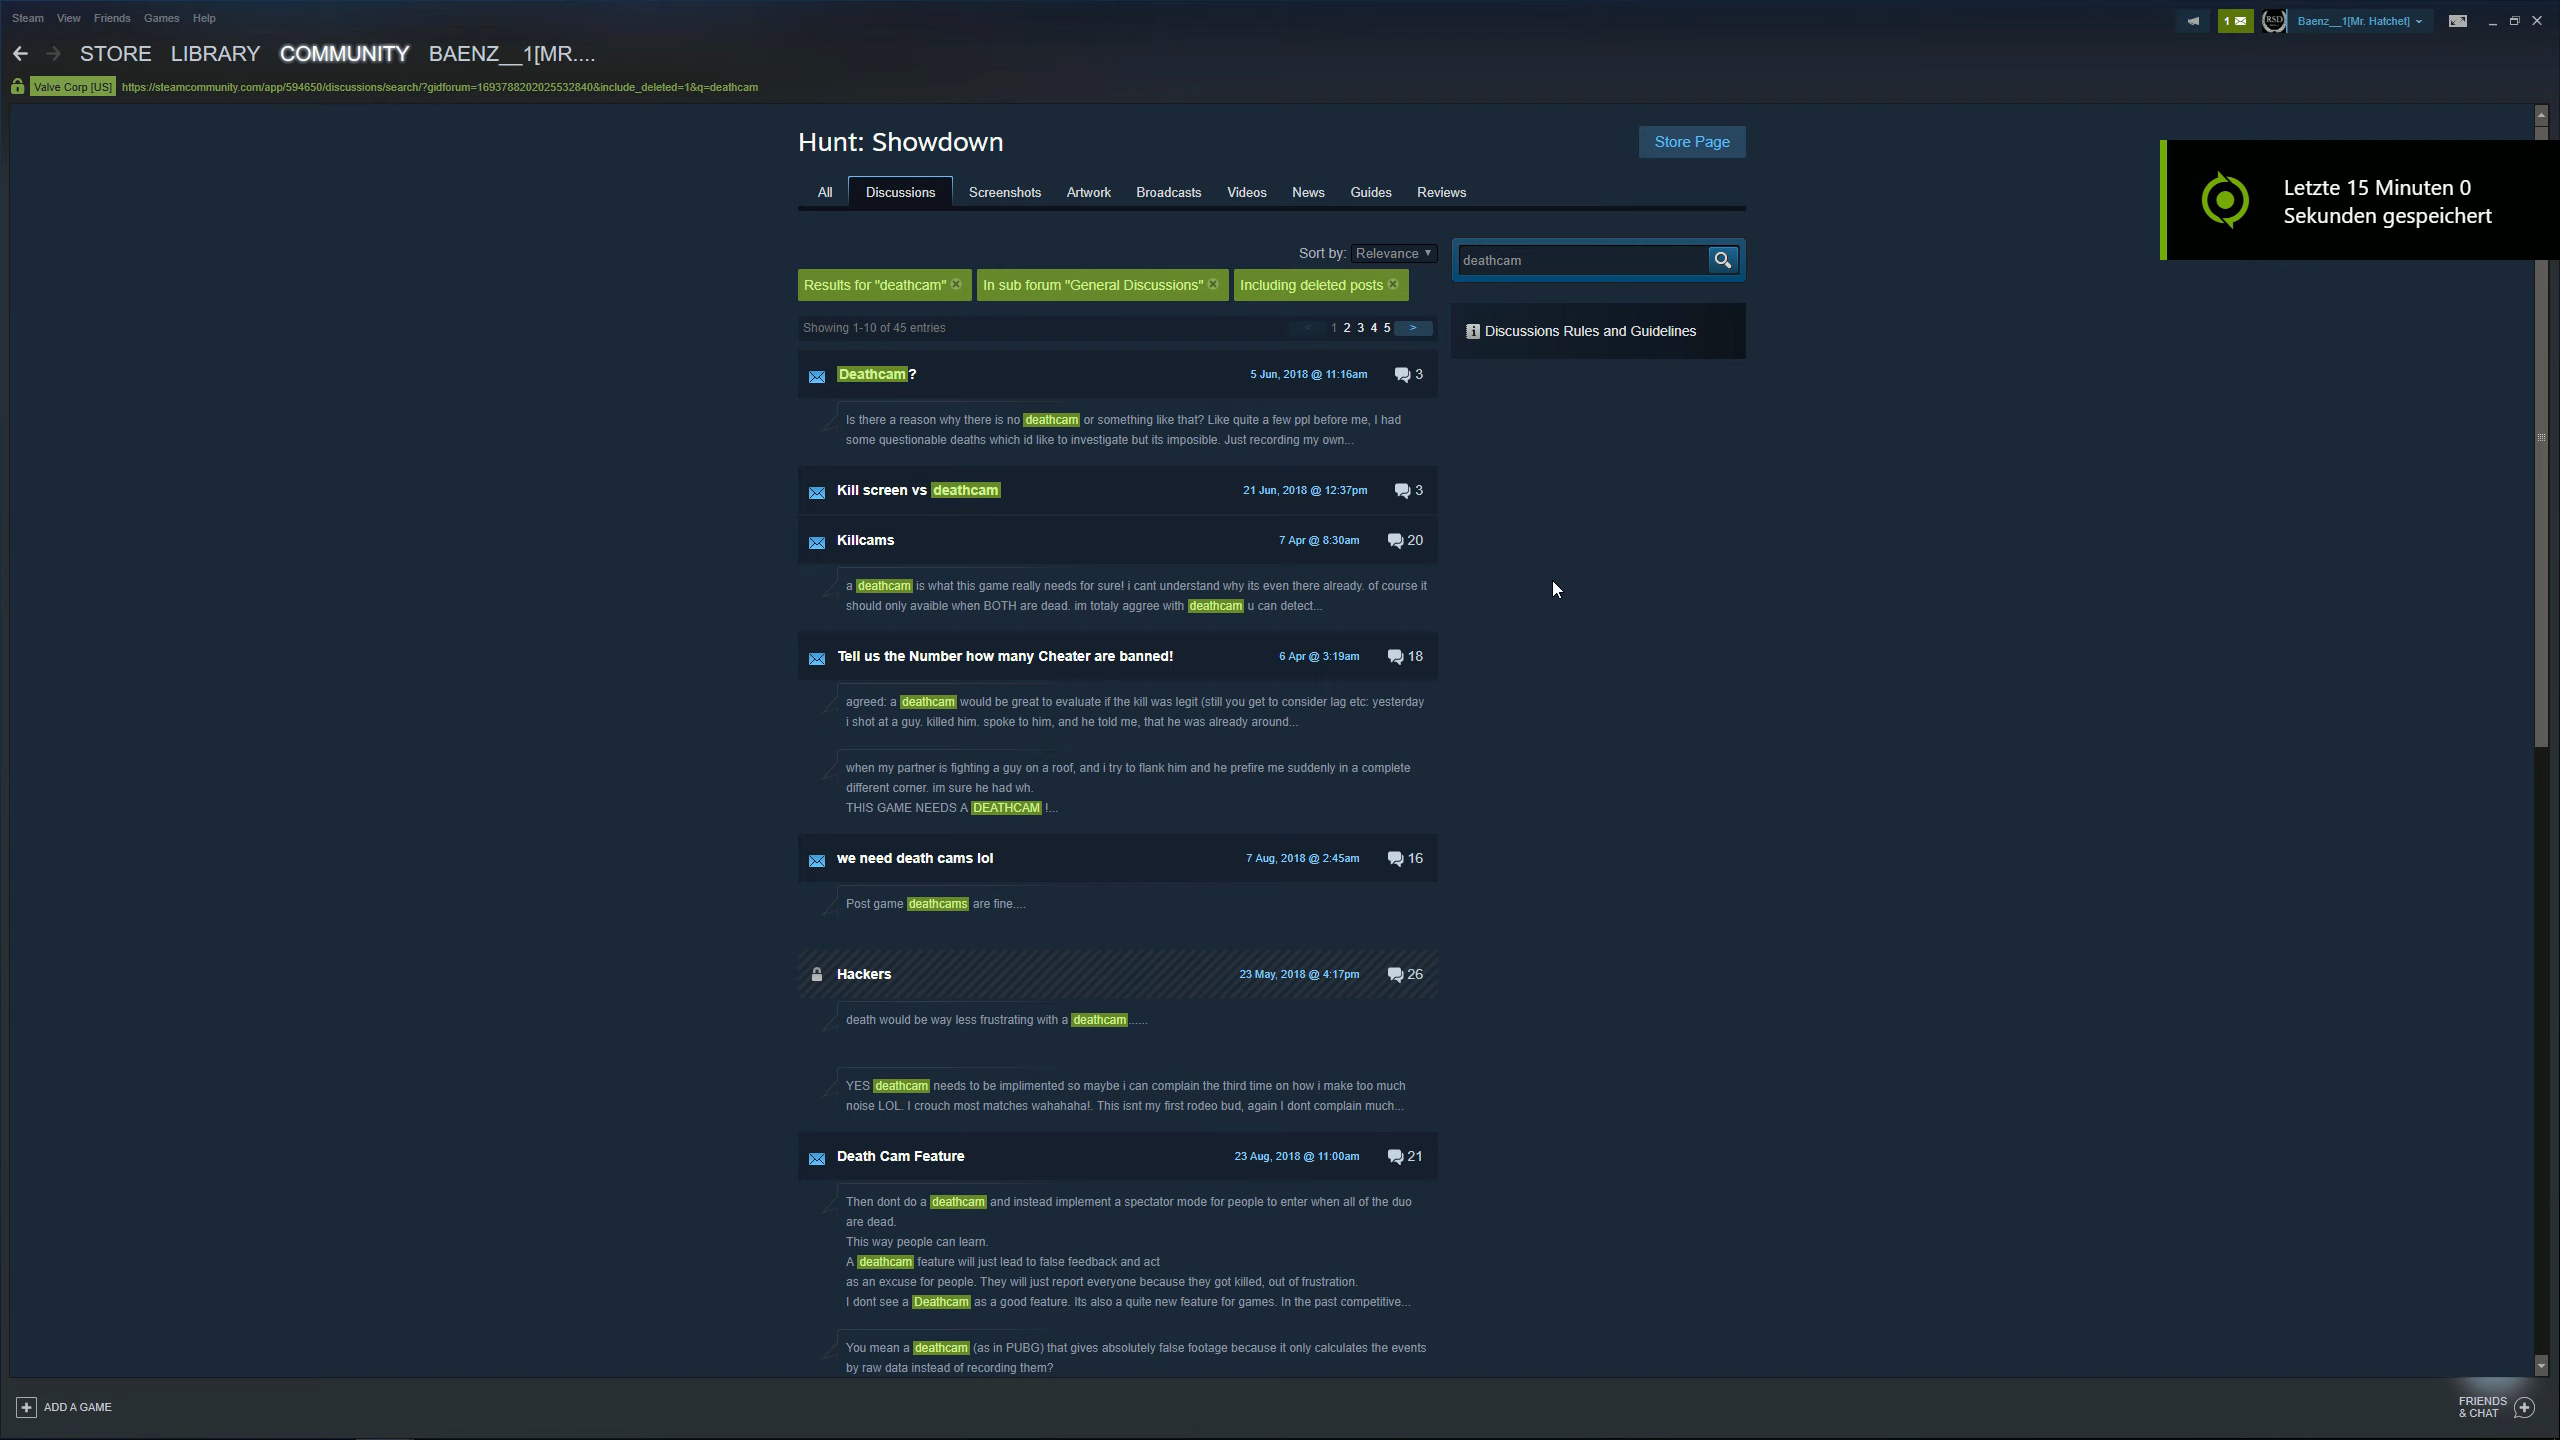 Steam View Friends Games Help
1 Baenz__1[Mr. Hatchet]
STORE LIBRARY COMMUNITY BAENZ__1[MR....
Valve Corp [US] https://steamcommunity.com/app/594650/discussions/search/?gidforum=1693788202025532840&include_deleted=1&q=deathcam
Hunt: Showdown
Store Page
Letzte 15 Minuten 0
Sekunden gespeichert
All Discussions Screenshots Artwork Broadcasts Videos News Guides Reviews
Sort by: Relevance
deathcam
Results for "deathcam" In sub forum "General Discussions" Including deleted posts
Showing 1-10 of 45 entries
< 1 2 3 4 5 >
Discussions Rules and Guidelines
Deathcam? 5 Jun, 2018 @ 11:16am 3
Is there a reason why there is no deathcam or something like that? Like quite a few ppl before me, I had
some questionable deaths which id like to investigate but its imposible. Just recording my own...
Kill screen vs deathcam 21 Jun, 2018 @ 12:37pm 3
Killcams 7 Apr @ 8:30am 20
a deathcam is what this game really needs for sure! i cant understand why its even there already. of course it
should only avaible when BOTH are dead. im totaly aggree with deathcam u can detect...
Tell us the Number how many Cheater are banned! 6 Apr @ 3:19am 18
agreed: a deathcam would be great to evaluate if the kill was legit (still you get to consider lag etc: yesterday
i shot at a guy. killed him. spoke to him, and he told me, that he was already around...
when my partner is fighting a guy on a roof, and i try to flank him and he prefire me suddenly in a complete
different corner. im sure he had wh.
THIS GAME NEEDS A DEATHCAM !...
we need death cams lol 7 Aug, 2018 @ 2:45am 16
Post game deathcams are fine....
Hackers 23 May, 2018 @ 4:17pm 26
death would be way less frustrating with a deathcam......
YES deathcam needs to be implimented so maybe i can complain the third time on how i make too much
noise LOL. I crouch most matches wahahaha!. This isnt my first rodeo bud, again I dont complain much...
Death Cam Feature 23 Aug, 2018 @ 11:00am 21
Then dont do a deathcam and instead implement a spectator mode for people to enter when all of the duo
are dead.
This way people can learn.
A deathcam feature will just lead to false feedback and act
as an excuse for people. They will just report everyone because they got killed, out of frustration.
I dont see a Deathcam as a good feature. Its also a quite new feature for games. In the past competitive...
You mean a deathcam (as in PUBG) that gives absolutely false footage because it only calculates the events
by raw data instead of recording them?
ADD A GAME
FRIENDS
& CHAT